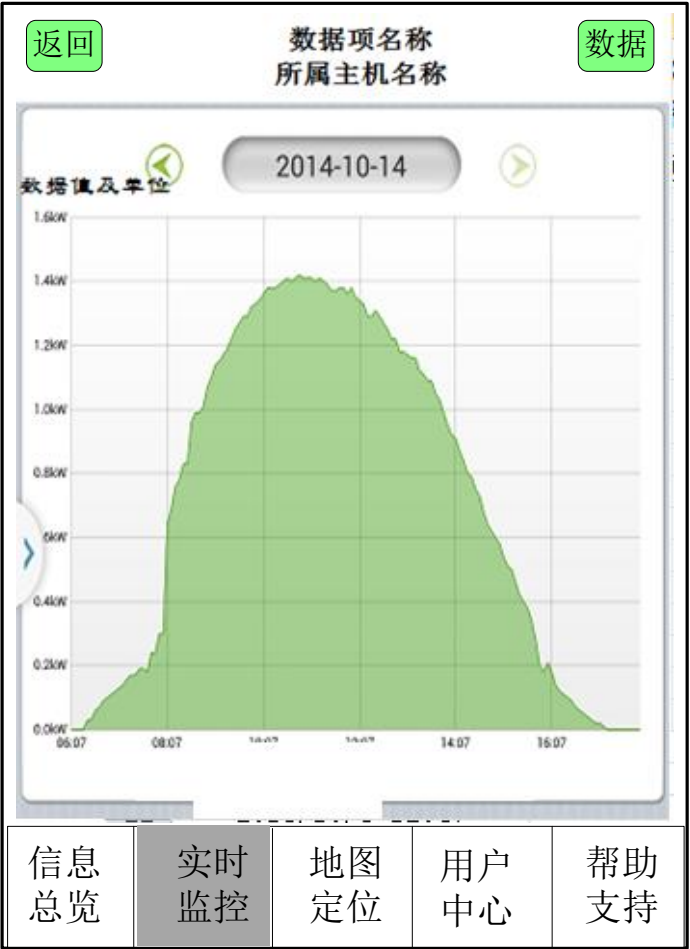 返回
数据项名称
所属主机名称
数据
2014-10-14
数据值及单位
1.6kW
1.4kW
1.2kW
1.0kW
0.8kW
6kW
0.4kW
0.2kW
0.0kW
06:07 08:07 14:07 16:07
信息
总览
实时
监控
地图
定位
用户
中心
帮助
支持